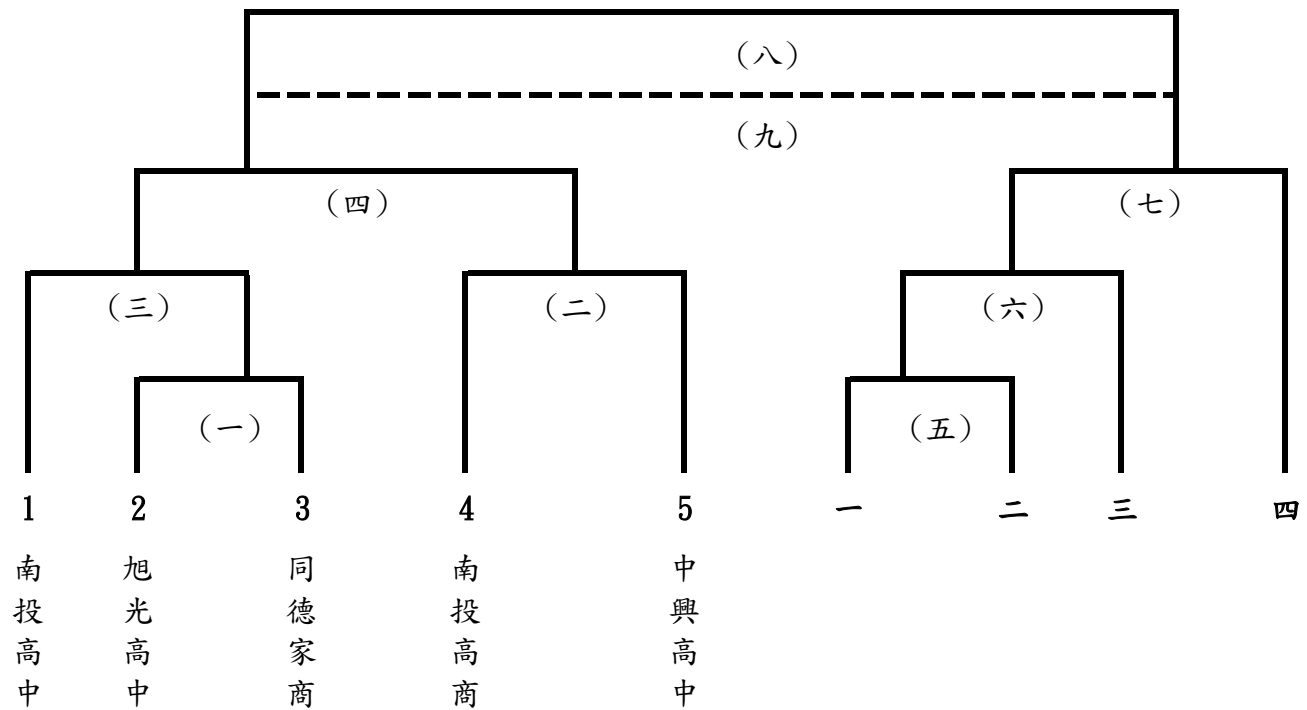 （八）
（九）
（四）
（七）
（三）
（二）
（六）
（一）
（五）
1 2 3 4 5 一 二 三 四
南投高中
旭光高中
同德家商
南投高商
中興高中